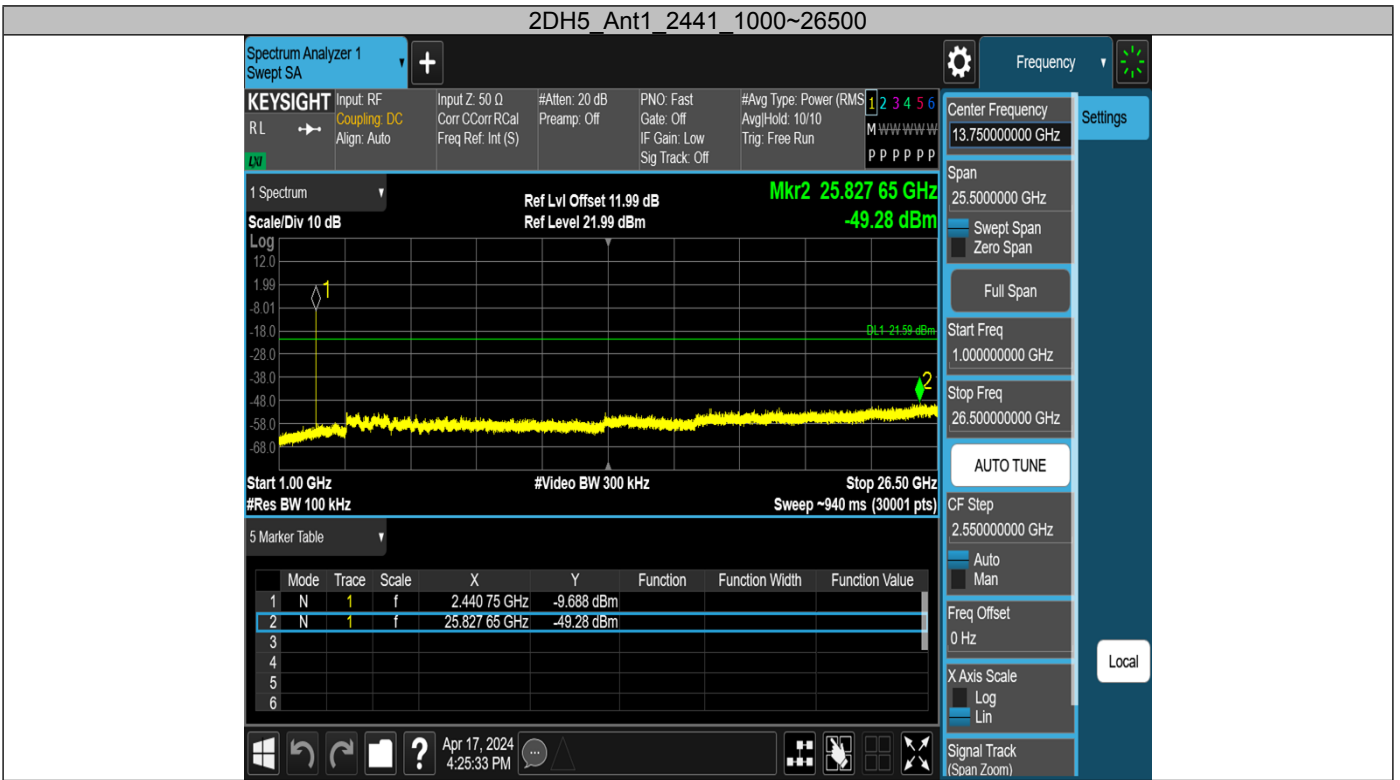 2DH5_Ant1_2441_1000~26500
Spectrum Analyzer 1
Swept SA
+
Frequency
KEYSIGHT
R L
LXI
Input: RF
Coupling: DC
Align: Auto
Input Z: 50 Ω
Corr CCorr RCal
Freq Ref: Int (S)
#Atten: 20 dB
Preamp: Off
PNO: Fast
Gate: Off
IF Gain: Low
Sig Track: Off
#Avg Type: Power (RMS
Avg|Hold: 10/10
Trig: Free Run
1 2 3 4 5 6
M W W W W W
P P P P P P
1 Spectrum
Scale/Div 10 dB
Ref Lvl Offset 11.99 dB
Ref Level 21.99 dBm
Mkr2 25.827 65 GHz
-49.28 dBm
Log
12.0
1.99
-8.01
-18.0
-28.0
-38.0
-48.0
-58.0
-68.0
1
DL1 -21.59 dBm
2
Start 1.00 GHz
#Res BW 100 kHz
#Video BW 300 kHz
Stop 26.50 GHz
Sweep ~940 ms (30001 pts)
5 Marker Table
Mode Trace Scale X Y Function Function Width Function Value
1 N 1 f 2.440 75 GHz -9.688 dBm
2 N 1 f 25.827 65 GHz -49.28 dBm
3
4
5
6
Center Frequency
13.750000000 GHz
Span
25.5000000 GHz
Swept Span
Zero Span
Full Span
Start Freq
1.000000000 GHz
Stop Freq
26.500000000 GHz
AUTO TUNE
CF Step
2.550000000 GHz
Auto
Man
Freq Offset
0 Hz
X Axis Scale
Log
Lin
Signal Track
(Span Zoom)
Settings
Local
?
Apr 17, 2024
4:25:33 PM